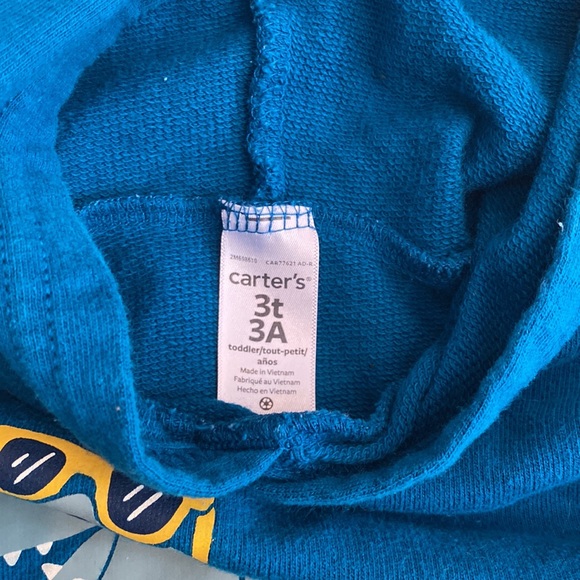 carter's®
3t
3A
toddler/tout-petit/
años
Made in Vietnam
Fabriqué au Vietnam
Hecho en Vietnam